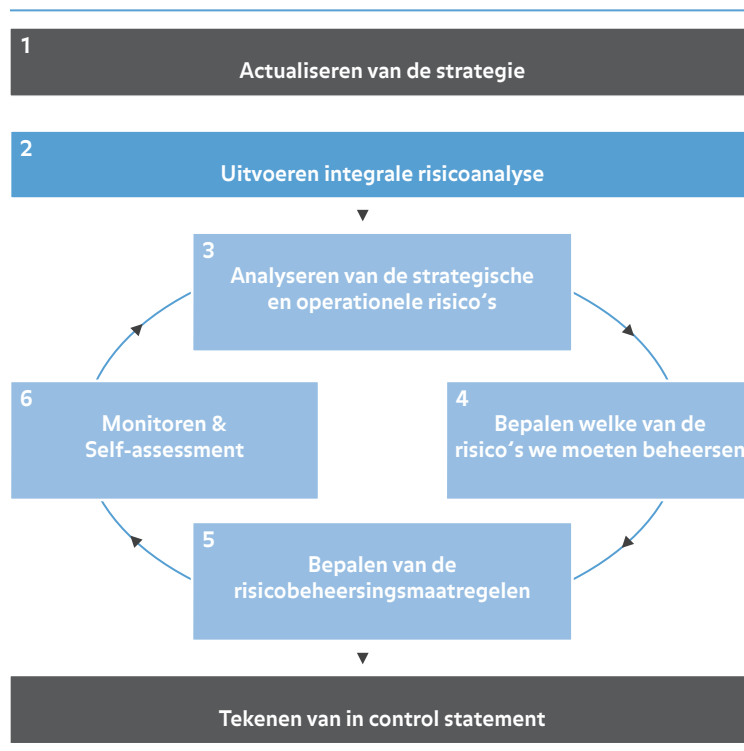 1
Actualiseren van de strategie
2
Uitvoeren integrale risicoanalyse
3
Analyseren van de strategische
en operationele risico‘s
6
Monitoren &
Self-assessment
4
Bepalen welke van de
risico‘s we moeten beheersen
5
Bepalen van de
risicobeheersingsmaatregelen
Tekenen van in control statement